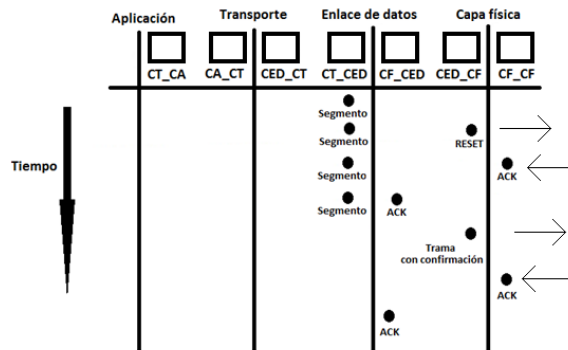 Aplicación Transporte Enlace de datos Capa física
CT_CA CA_CT CED_CT CT_CED CF_CED CED_CF CF_CF
Segmento
Segmento RESET
Tiempo
Segmento ACK
Segmento ACK
Trama
con confirmación
ACK
ACK